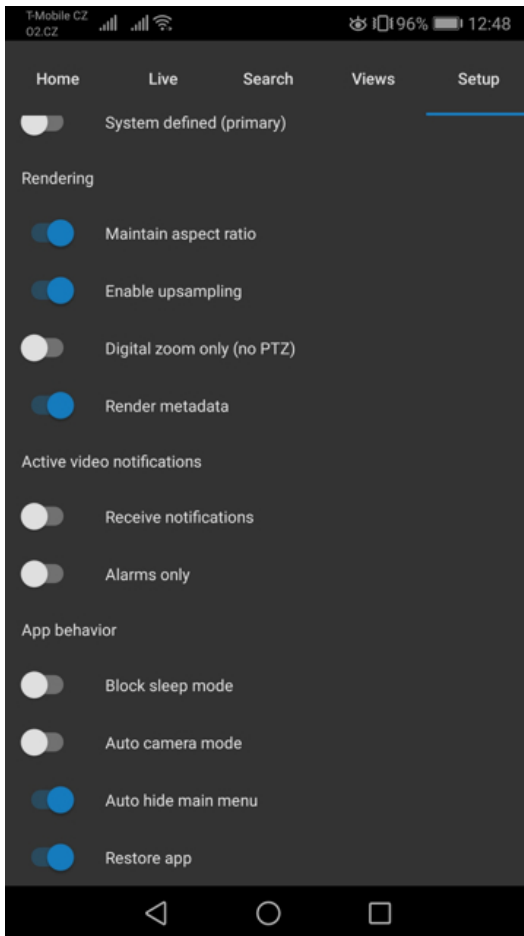 T-Mobile CZ
O2.CZ
96% 12:48
Home Live Search Views Setup
System defined (primary)
Rendering
Maintain aspect ratio
Enable upsampling
Digital zoom only (no PTZ)
Render metadata
Active video notifications
Receive notifications
Alarms only
App behavior
Block sleep mode
Auto camera mode
Auto hide main menu
Restore app